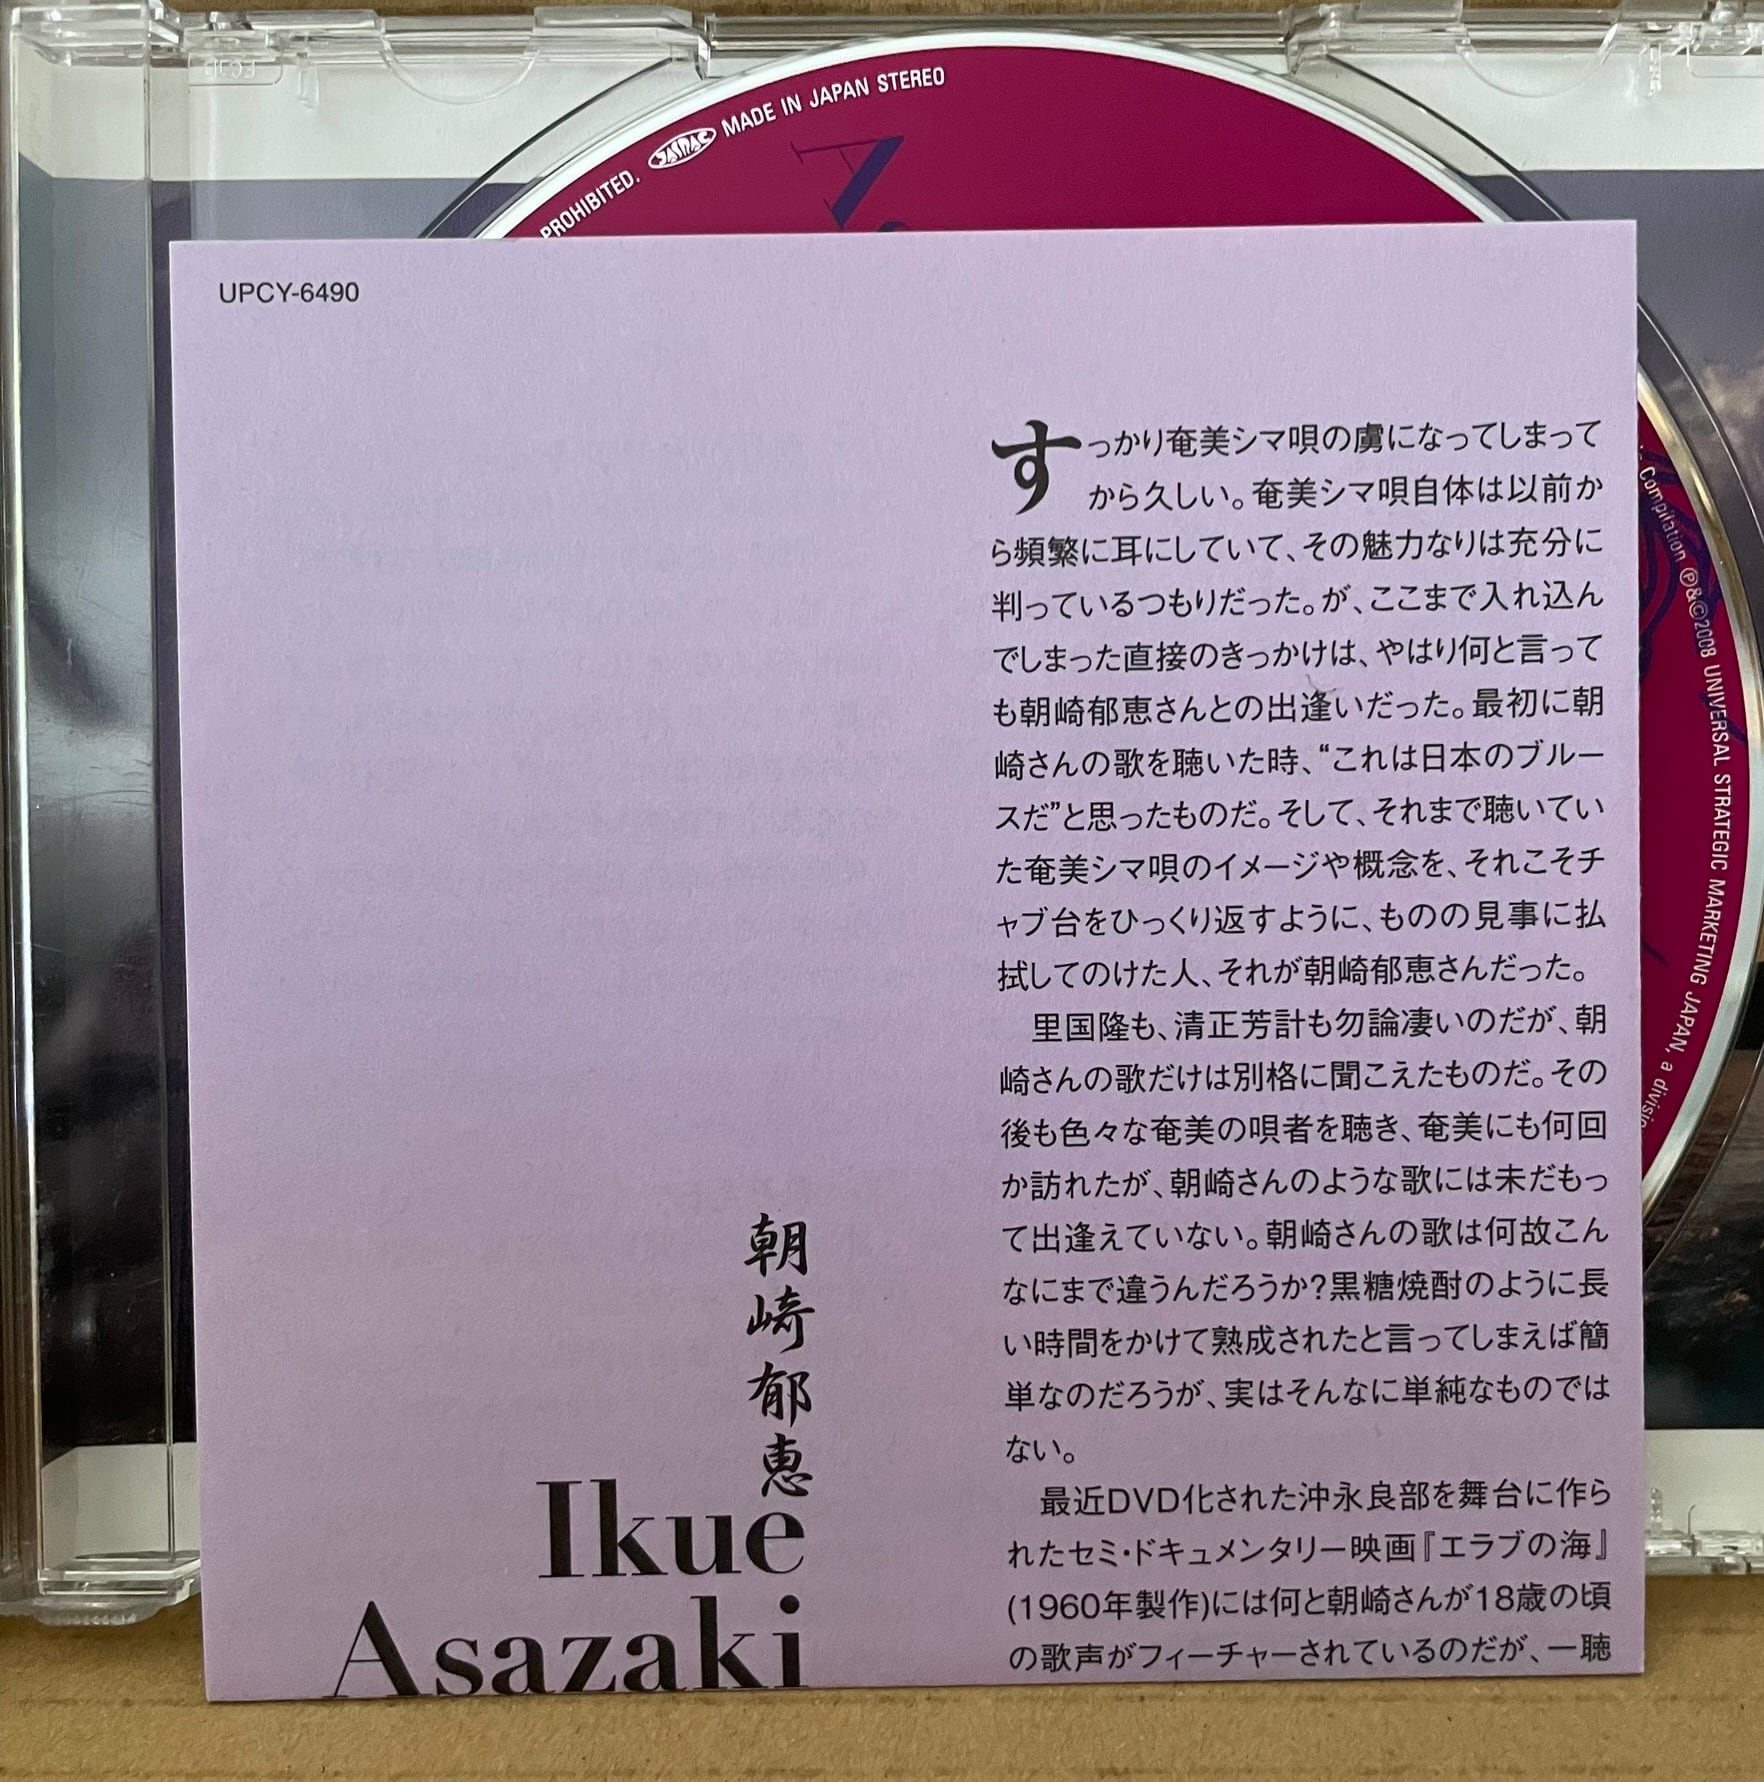 PROHIBITED. JASRAC MADE IN JAPAN STEREO
UPCY-6490
すっかり奄美シマ唄の虜になってしまって
から久しい。奄美シマ唄自体は以前か
ら頻繁に耳にしていて、その魅力なりは充分に
判っているつもりだった。が、ここまで入れ込ん
でしまった直接のきっかけは、やはり何と言って
も朝崎郁恵さんとの出逢いだった。最初に朝
崎さんの歌を聴いた時、“これは日本のブルー
スだ”と思ったものだ。そして、それまで聴いてい
た奄美シマ唄のイメージや概念を、それこそチ
ャブ台をひっくり返すように、ものの見事に払
拭してのけた人、それが朝崎郁恵さんだった。
里国隆も、清正芳計も勿論凄いのだが、朝
崎さんの歌だけは別格に聞こえたものだ。その
後も色々な奄美の唄者を聴き、奄美にも何回
か訪れたが、朝崎さんのような歌には未だもっ
て出逢えていない。朝崎さんの歌は何故こん
なにまで違うんだろうか?黒糖焼酎のように長
い時間をかけて熟成されたと言ってしまえば簡
単なのだろうが、実はそんなに単純なものでは
ない。
最近DVD化された沖永良部を舞台に作ら
れたセミ・ドキュメンタリー映画『エラブの海』
(1960年製作)には何と朝崎さんが18歳の頃
の歌声がフィーチャーされているのだが、一聴
朝崎郁恵
Ikue
Asazaki
Compilation ℗&©2008 UNIVERSAL STRATEGIC MARKETING JAPAN, a